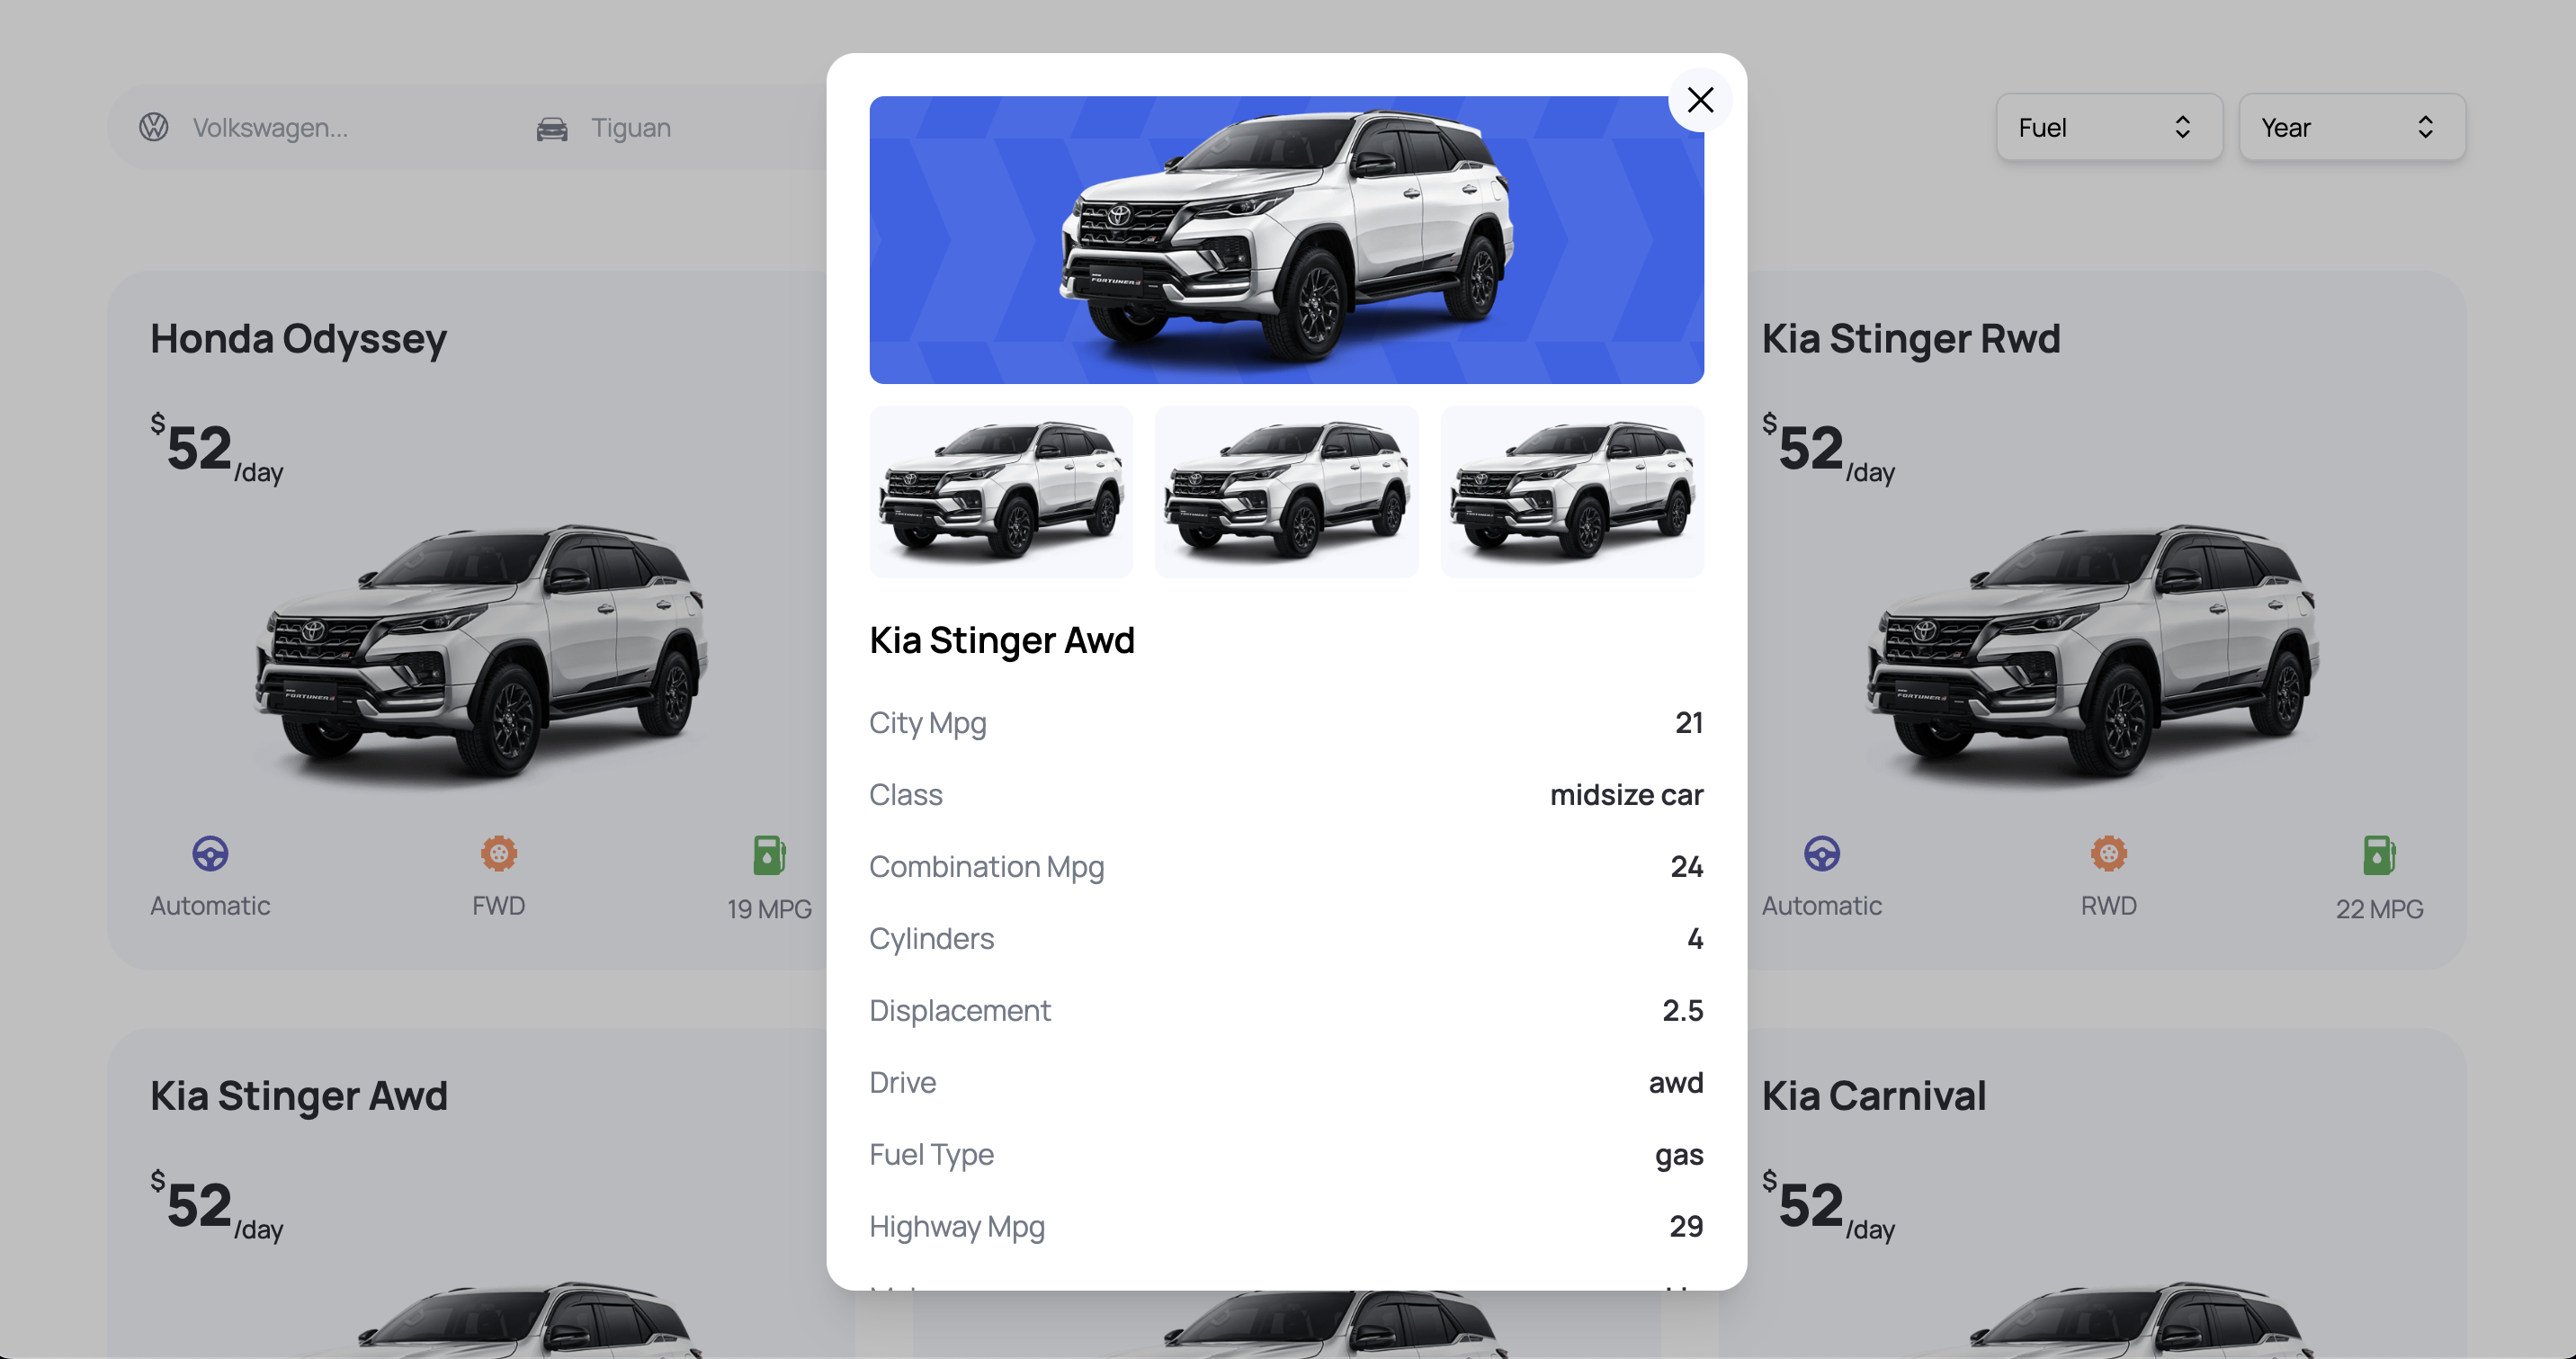 Volkswagen...
Tiguan
Fuel
Year
Honda Odyssey
$52/day
Automatic
FWD
19 MPG
Kia Stinger Awd
$52/day
FORTUNER
Kia Stinger Awd
City Mpg 21
Class midsize car
Combination Mpg 24
Cylinders 4
Displacement 2.5
Drive awd
Fuel Type gas
Highway Mpg 29
Kia Stinger Rwd
$52/day
Automatic
RWD
22 MPG
Kia Carnival
$52/day